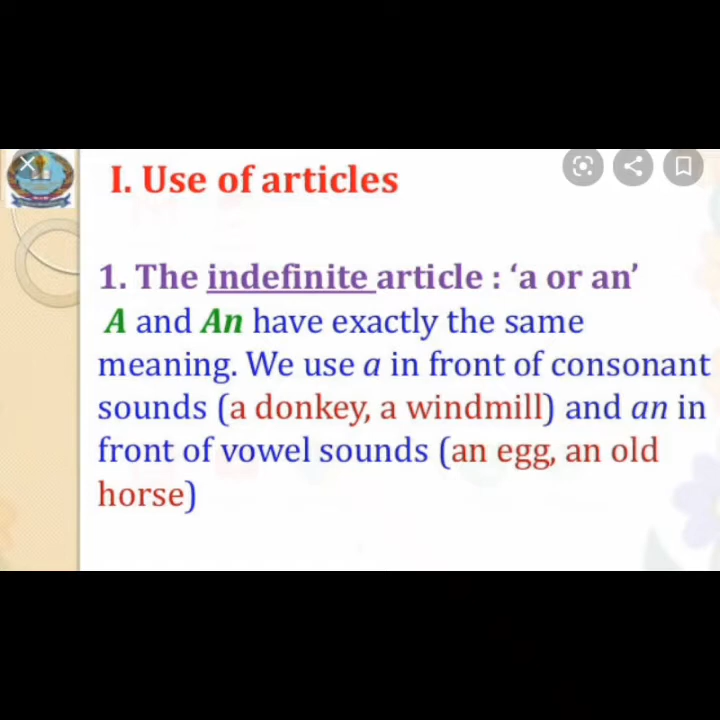 I. Use of articles
1. The indefinite article : ‘a or an’
A and An have exactly the same
meaning. We use a in front of consonant
sounds (a donkey, a windmill) and an in
front of vowel sounds (an egg, an old
horse)